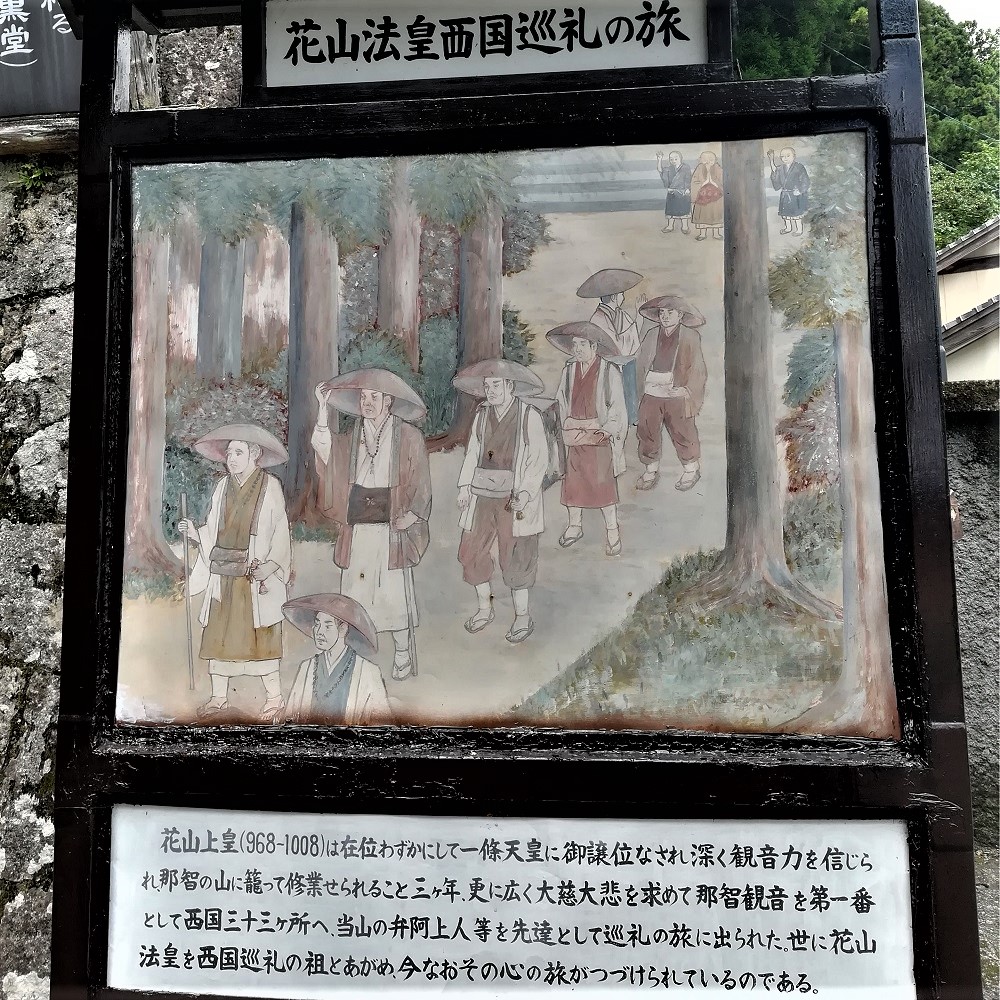 花山法皇西国巡礼の旅
花山上皇(968-1008)は在位わずかにして一條天皇に御譲位なされ深く観音力を信じら
れ、那智の山に籠って修業せられること三ヶ年、更に広く大慈大悲を求めて那智観音を第一番
として西国三十三ヶ所へ、当山の弁阿上人等を先達として巡礼の旅に出られた。世に花山
法皇を西国巡礼の祖とあがめ、今なおその心の旅がつづけられているのである。